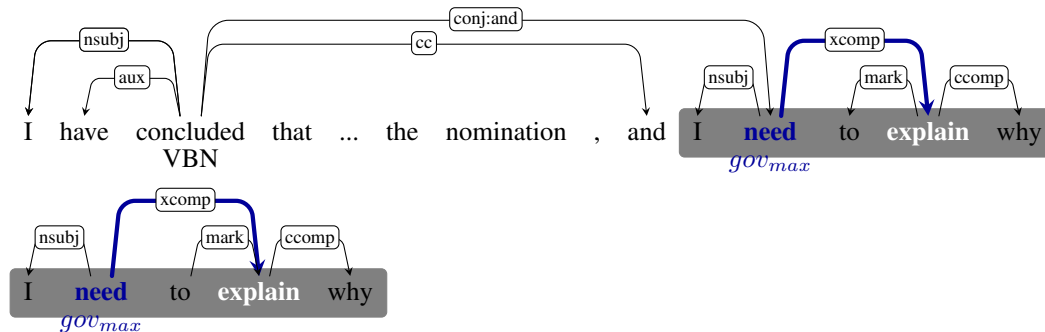 conj:and
nsubj cc xcomp
aux nsubj mark ccomp
I have concluded that ... the nomination , and I need to explain why
VBN gov_max
xcomp
nsubj mark ccomp
I need to explain why
gov_max